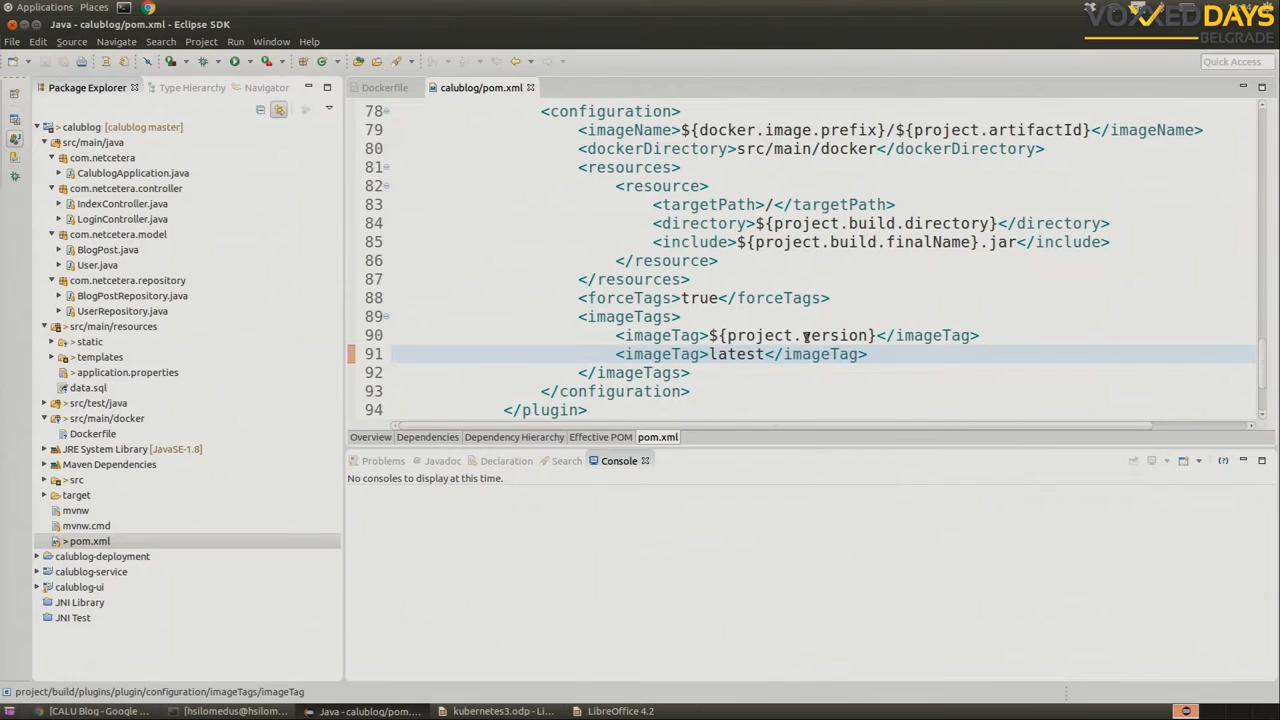 Applications Places
Java - calublog/pom.xml - Eclipse SDK
VOXXED DAYS
BELGRADE
File Edit Source Navigate Search Project Run Window Help
Quick Access
Package Explorer Type Hierarchy Navigator
Dockerfile calublog/pom.xml
calublog [calublog master]
src/main/java
com.netcetera
CalublogApplication.java
com.netcetera.controller
IndexController.java
LoginController.java
com.netcetera.model
BlogPost.java
User.java
com.netcetera.repository
BlogPostRepository.java
UserRepository.java
> src/main/resources
> static
> templates
> application.properties
data.sql
src/test/java
> src/main/docker
Dockerfile
JRE System Library [JavaSE-1.8]
Maven Dependencies
> src
target
mvnw
mvnw.cmd
> pom.xml
calublog-deployment
calublog-service
calublog-ui
JNI Library
JNI Test
78 <configuration>
79 <imageName>${docker.image.prefix}/${project.artifactId}</imageName>
80 <dockerDirectory>src/main/docker</dockerDirectory>
81 <resources>
82 <resource>
83 <targetPath>/</targetPath>
84 <directory>${project.build.directory}</directory>
85 <include>${project.build.finalName}.jar</include>
86 </resource>
87 </resources>
88 <forceTags>true</forceTags>
89 <imageTags>
90 <imageTag>${project.version}</imageTag>
91 <imageTag>latest</imageTag>
92 </imageTags>
93 </configuration>
94 </plugin>
Overview Dependencies Dependency Hierarchy Effective POM pom.xml
Problems Javadoc Declaration Search Console
No consoles to display at this time.
project/build/plugins/plugin/configuration/imageTags/imageTag
[CALU Blog - Google ... [hsilomedus@hsilom... Java - calublog/pom.... kubernetes3.odp - Li... LibreOffice 4.2